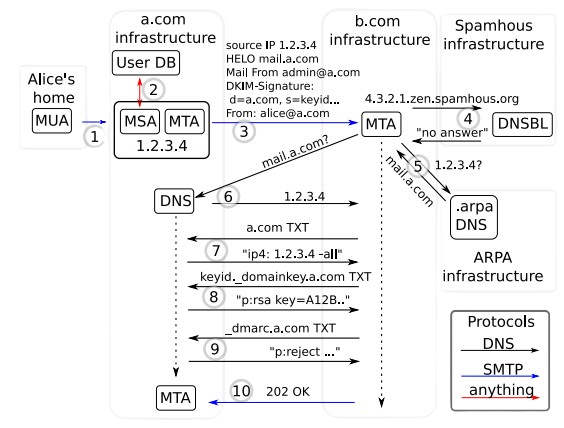 a.com
infrastructure
b.com
infrastructure
Spamhous
infrastructure
Alice's
home
MUA
1
User DB
2
MSA
MTA
1.2.3.4
source IP 1.2.3.4
HELO mail.a.com
Mail From admin@a.com
DKIM-Signature:
d=a.com, s=keyid...
From: alice@a.com
3
MTA
4.3.2.1.zen.spamhous.org
4
"no answer"
DNSBL
mail.a.com?
5
1.2.3.4?
mail.a.com
.arpa
DNS
ARPA
infrastructure
DNS
6
1.2.3.4
a.com TXT
7
"ip4: 1.2.3.4 -all"
keyid._domainkey.a.com TXT
8
"p:rsa key=A12B.."
_dmarc.a.com TXT
9
"p:reject ..."
MTA
10
202 OK
Protocols
DNS
SMTP
anything